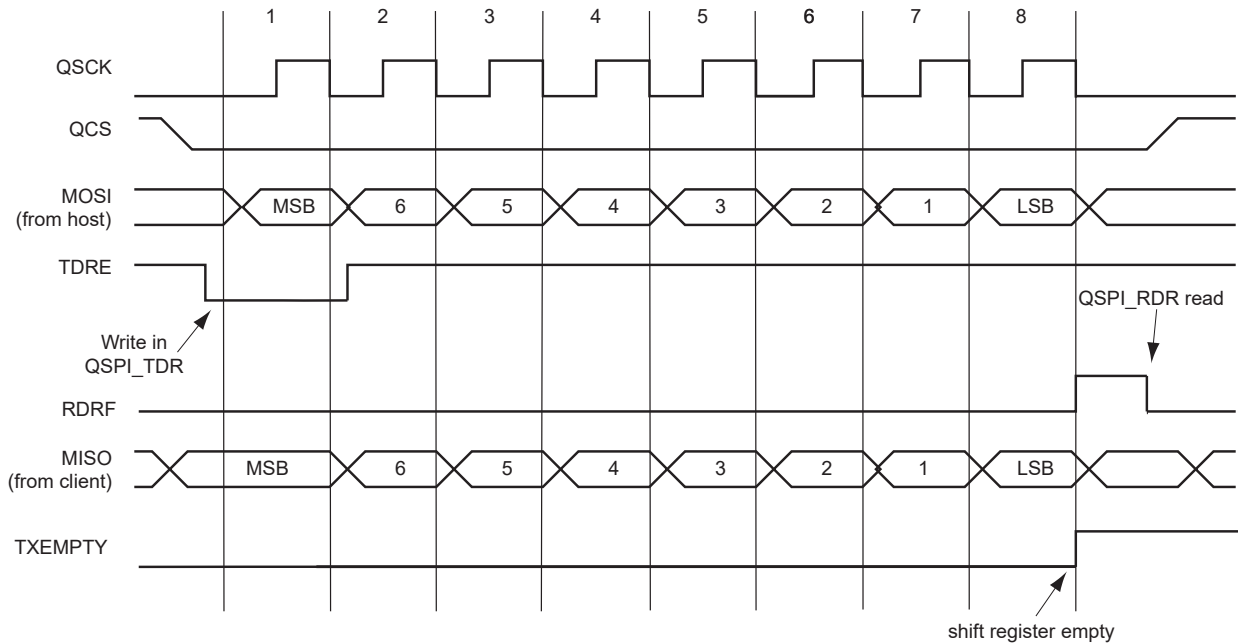 1 2 3 4 5 6 7 8
QSCK
QCS
MOSI
(from host)
MSB 6 5 4 3 2 1 LSB
TDRE
Write in
QSPI_TDR
QSPI_RDR read
RDRF
MISO
(from client)
MSB 6 5 4 3 2 1 LSB
TXEMPTY
shift register empty